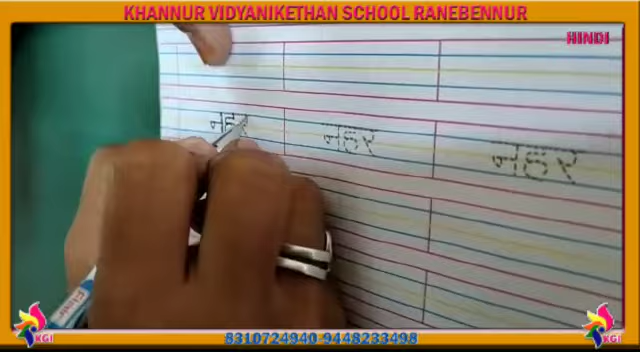 KHANNUR VIDYANIKETHAN SCHOOL RANEBENNUR
HINDI
नहर नहर
KGI
8310724940 9448233498
KGI